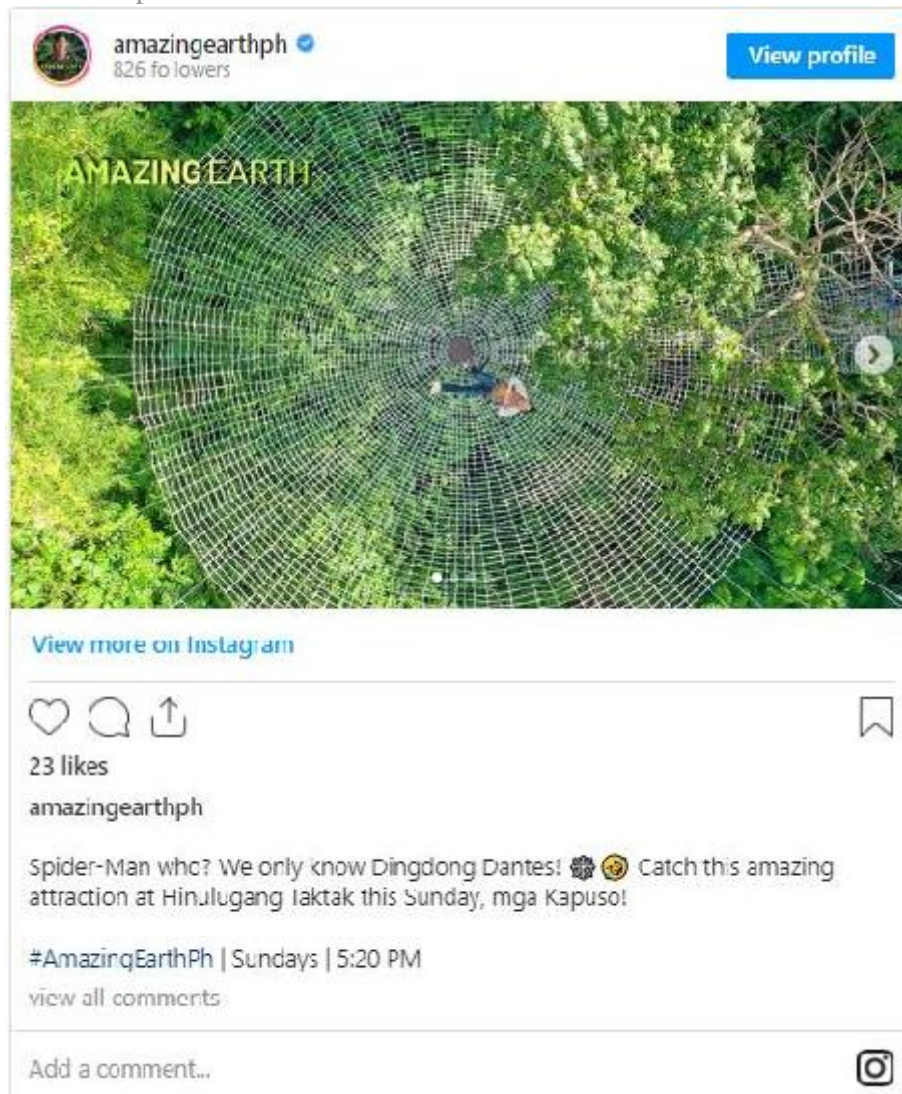 amazingearthph
826 fo lowers
View profile
AMAZING EARTH
View more on Instagram
23 likes
amazingearthph
Spider-Man who? We only know Dingdong Dantes! 🕸 🤣 Catch this amazing
attraction at Hinulugang Taktak this Sunday, mga Kapuso!
#AmazingEarthPh | Sundays | 5:20 PM
view all comments
Add a comment...